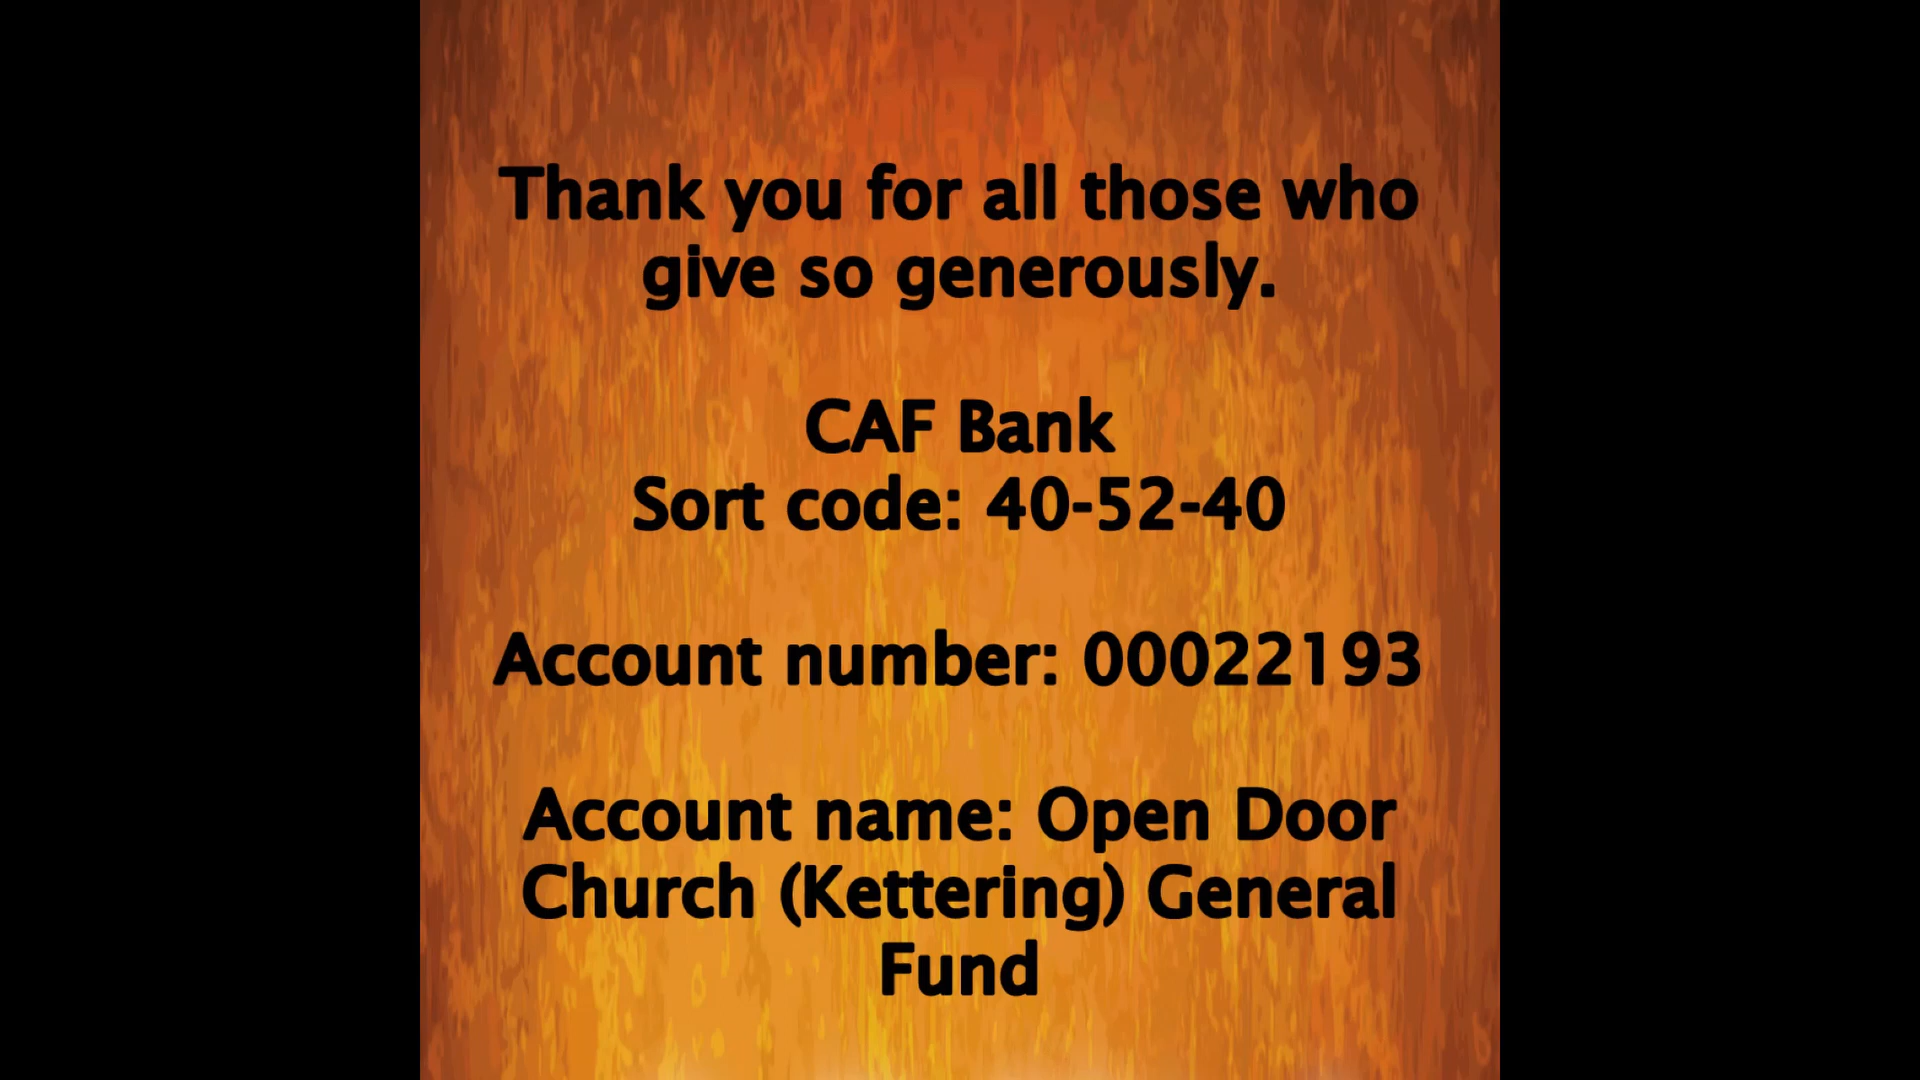 Thank you for all those who
give so generously.
CAF Bank
Sort code: 40-52-40
Account number: 00022193
Account name: Open Door
Church (Kettering) General
Fund